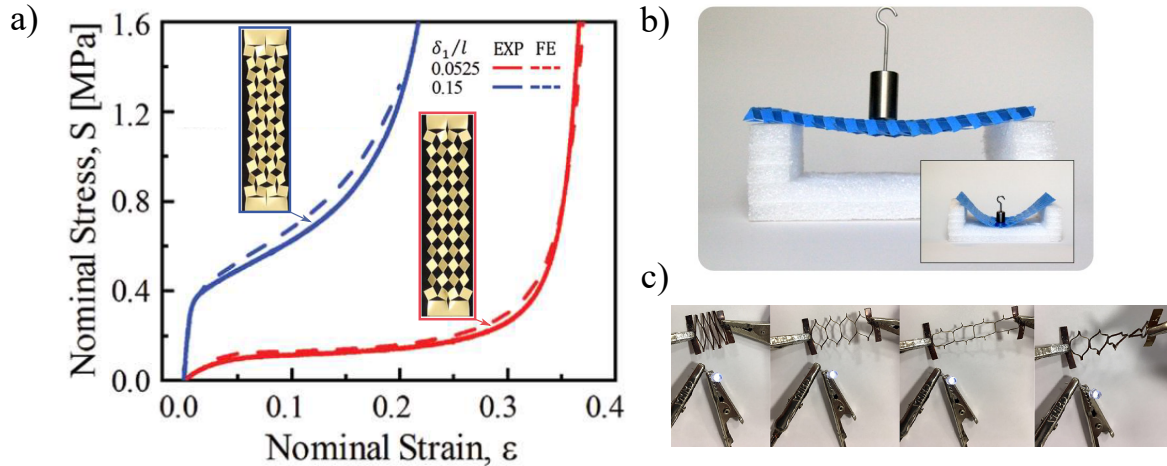 a)
1.6
1.2
0.8
0.4
0.0
Nominal Stress, S [MPa]
δ₁/l EXP FE
0.0525
0.15
0.0 0.1 0.2 0.3 0.4
Nominal Strain, ε
b)
c)